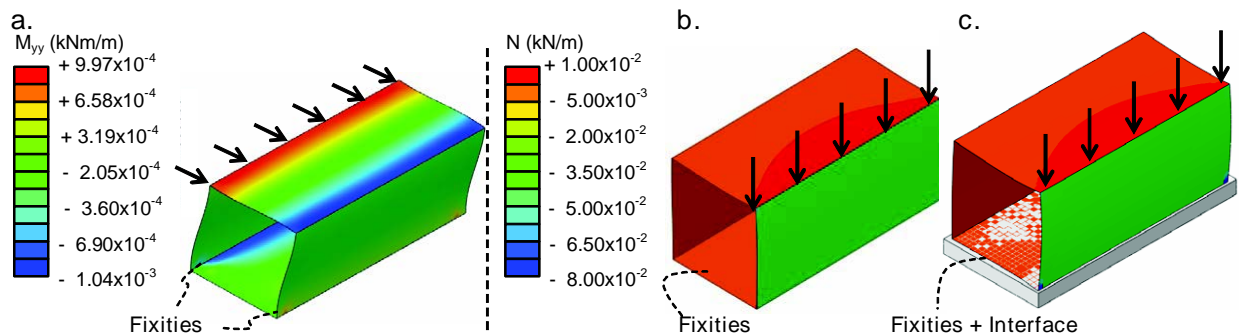 a.
M_yy (kNm/m)
+ 9.97x10^-4
+ 6.58x10^-4
+ 3.19x10^-4
- 2.05x10^-4
- 3.60x10^-4
- 6.90x10^-4
- 1.04x10^-3
Fixities
N (kN/m)
+ 1.00x10^-2
- 5.00x10^-3
- 2.00x10^-2
- 3.50x10^-2
- 5.00x10^-2
- 6.50x10^-2
- 8.00x10^-2
b.
Fixities
c.
Fixities + Interface